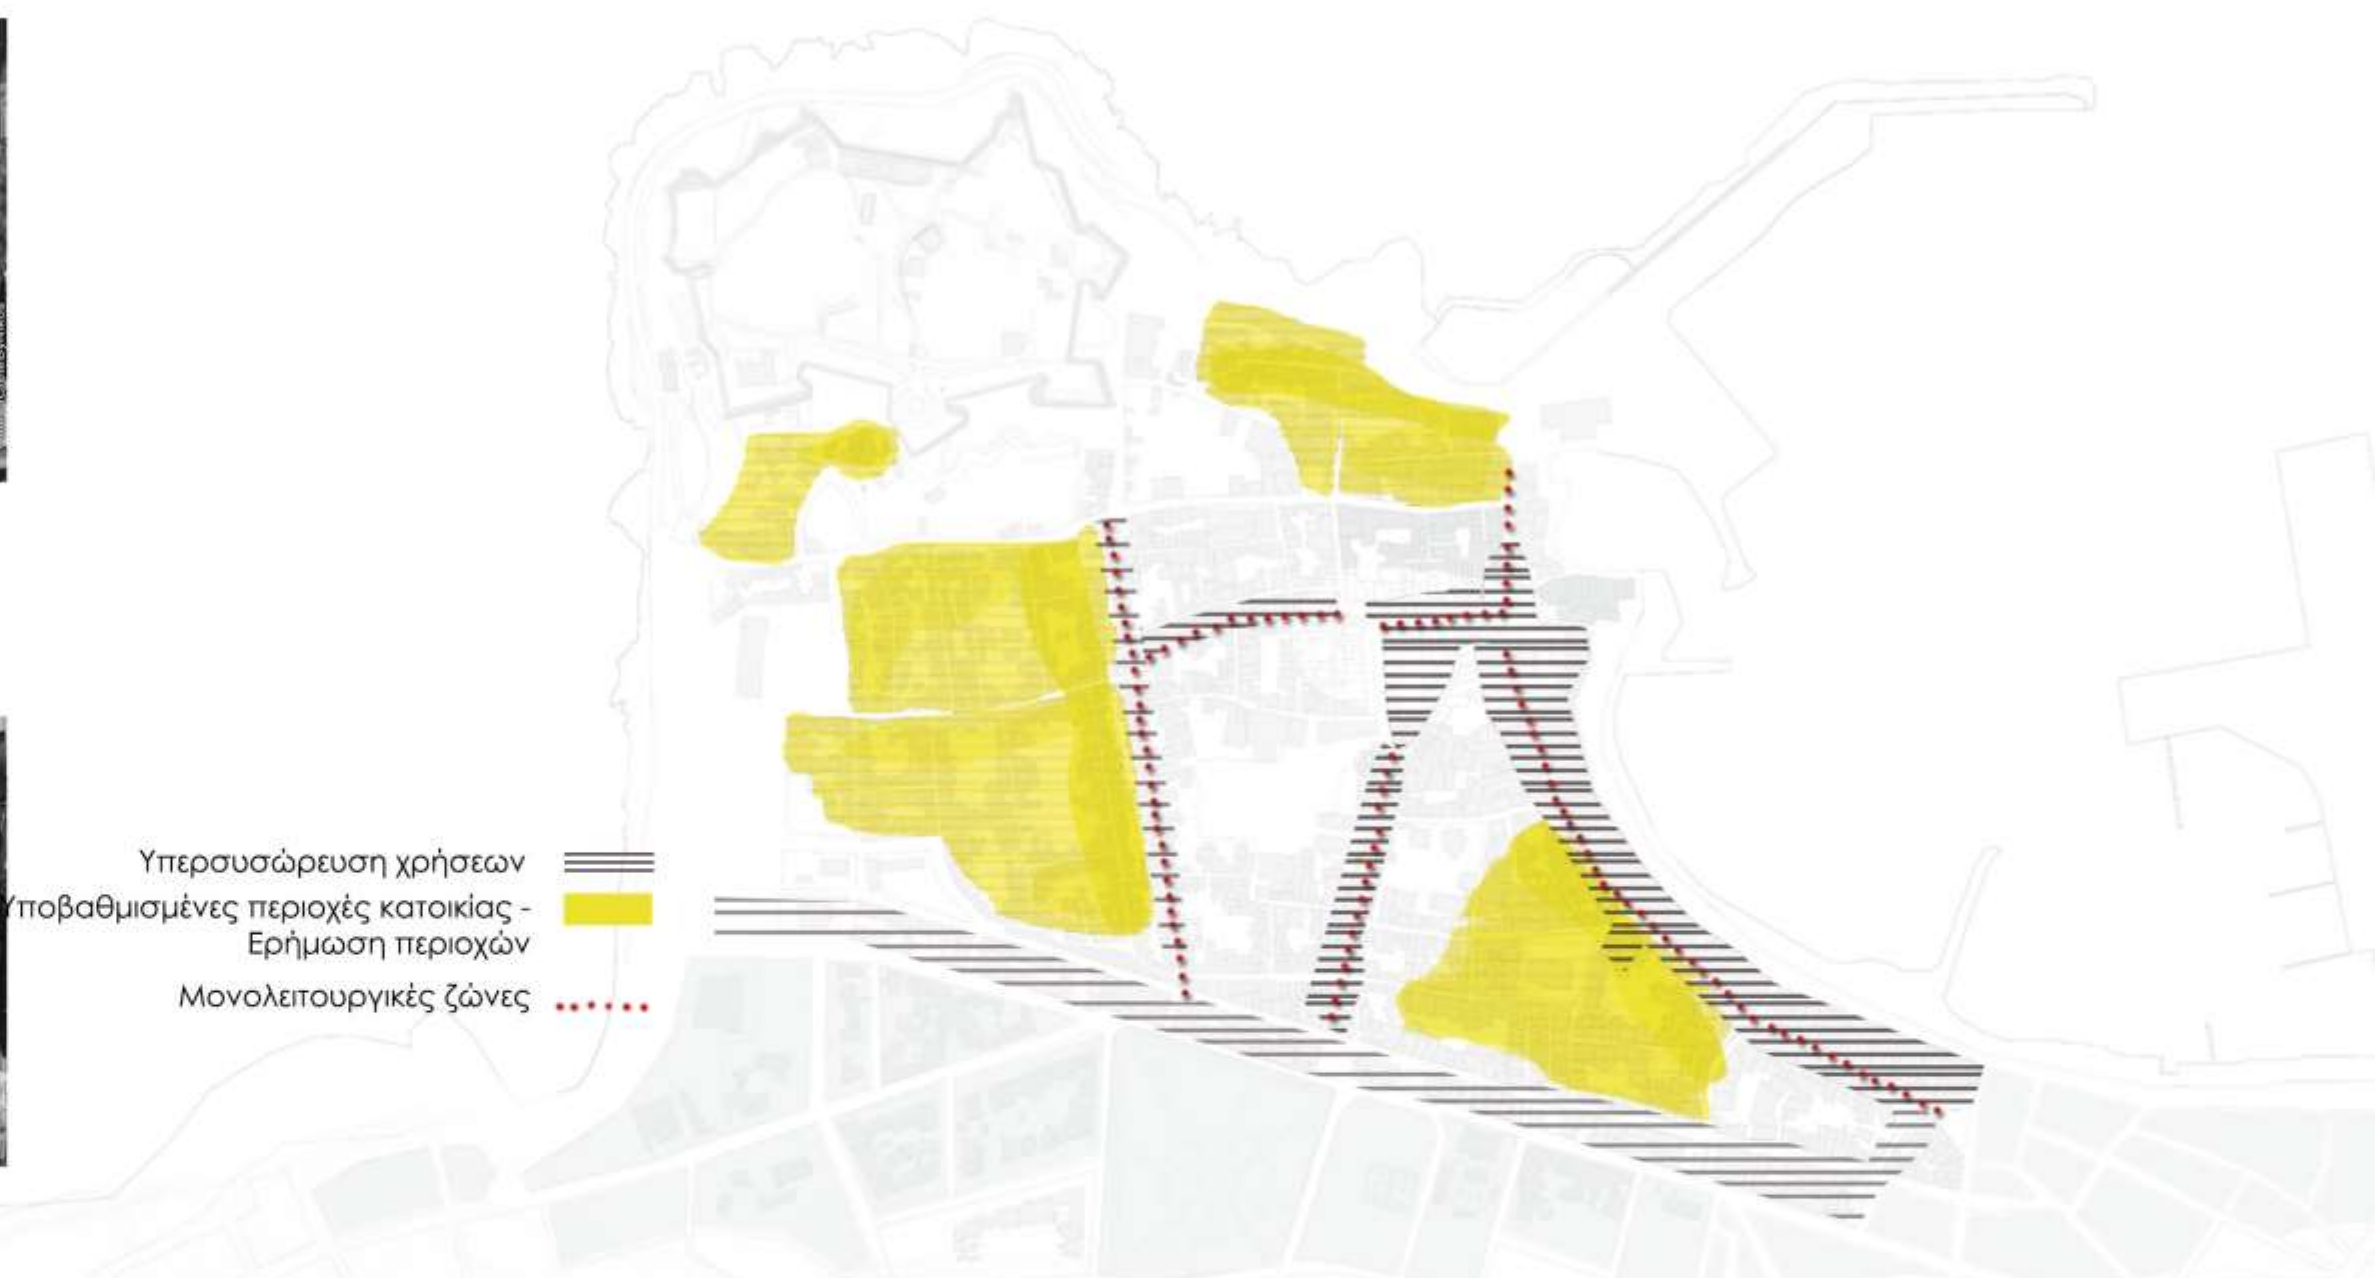 Υπερσυσώρευση χρήσεων
Υποβαθμισμένες περιοχές κατοικίας -
Ερήμωση περιοχών
Μονολειτουργικές ζώνες